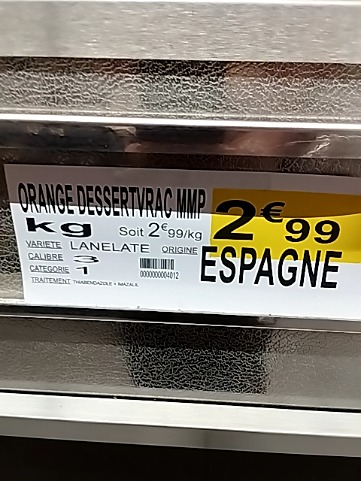 ORANGE DESSERTVRAC MMP
kg Soit 2€99/kg 2€99
VARIETE LANELATE ORIGINE ESPAGNE
CALIBRE 3
CATEGORIE 1
0000000004012
TRAITEMENT THIABENDAZOLE + IMAZALIL